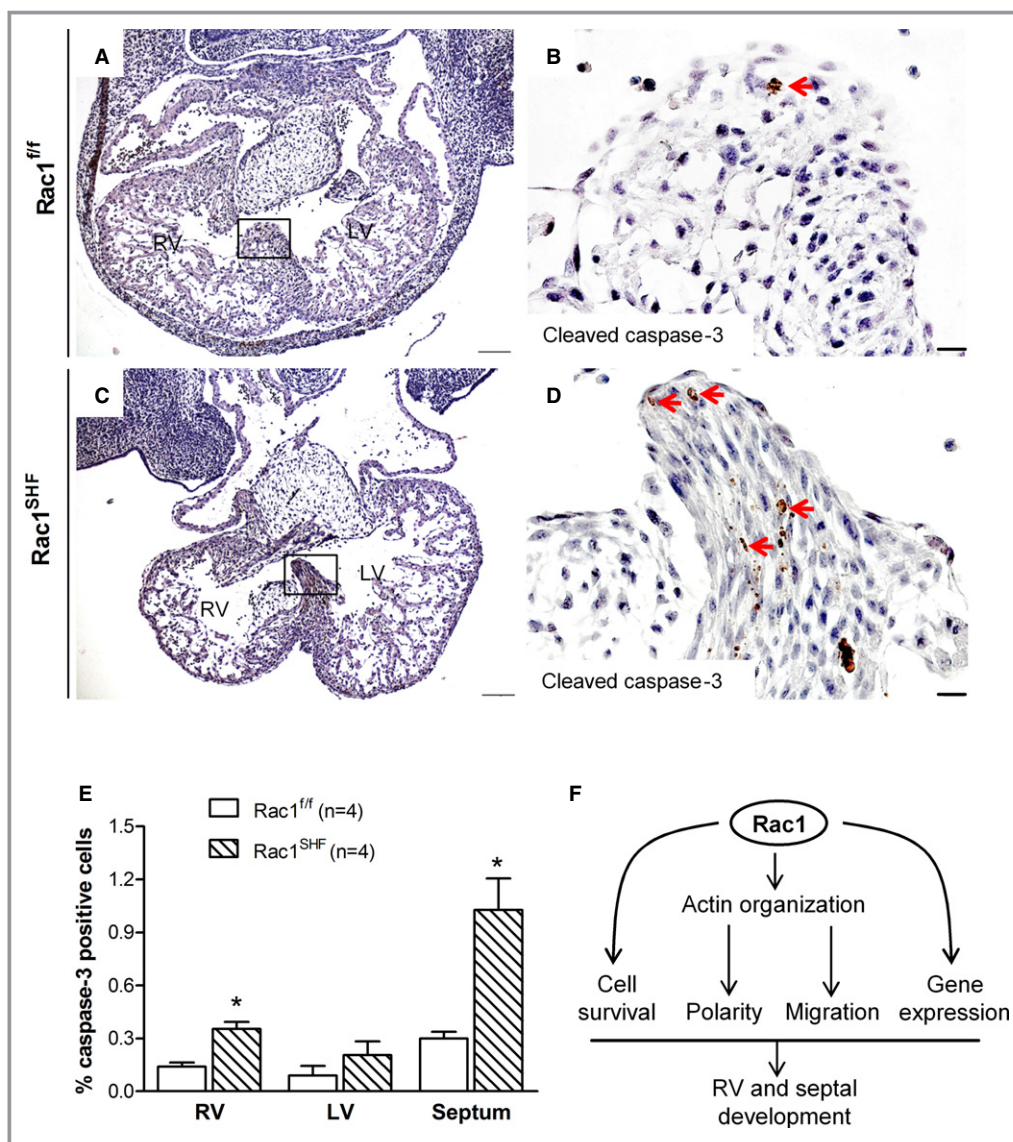 A
B
Rac1f/f
RV
LV
Cleaved caspase-3
C
D
Rac1SHF
RV
LV
Cleaved caspase-3
E
Rac1f/f (n=4)
Rac1SHF (n=4)
% caspase-3 positive cells
1.5
1.2
0.9
0.6
0.3
0.0
*
*
RV
LV
Septum
F
Rac1
Actin organization
Cell
survival
Polarity
Migration
Gene
expression
RV and septal
development